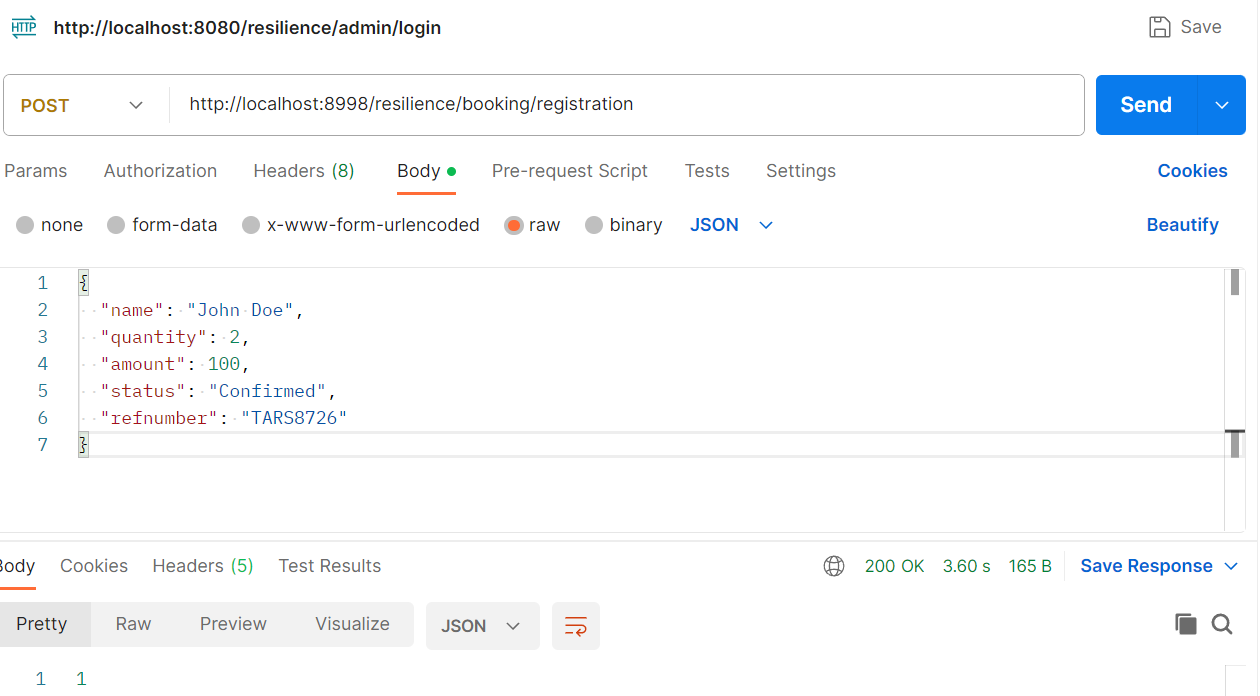 HTTP http://localhost:8080/resilience/admin/login Save
POST http://localhost:8998/resilience/booking/registration Send
Params Authorization Headers (8) Body Pre-request Script Tests Settings Cookies
none form-data x-www-form-urlencoded raw binary JSON Beautify
1 {
2 "name": "John Doe",
3 "quantity": 2,
4 "amount": 100,
5 "status": "Confirmed",
6 "refnumber": "TARS8726"
7 }
Body Cookies Headers (5) Test Results 200 OK 3.60 s 165 B Save Response
Pretty Raw Preview Visualize JSON
1 1